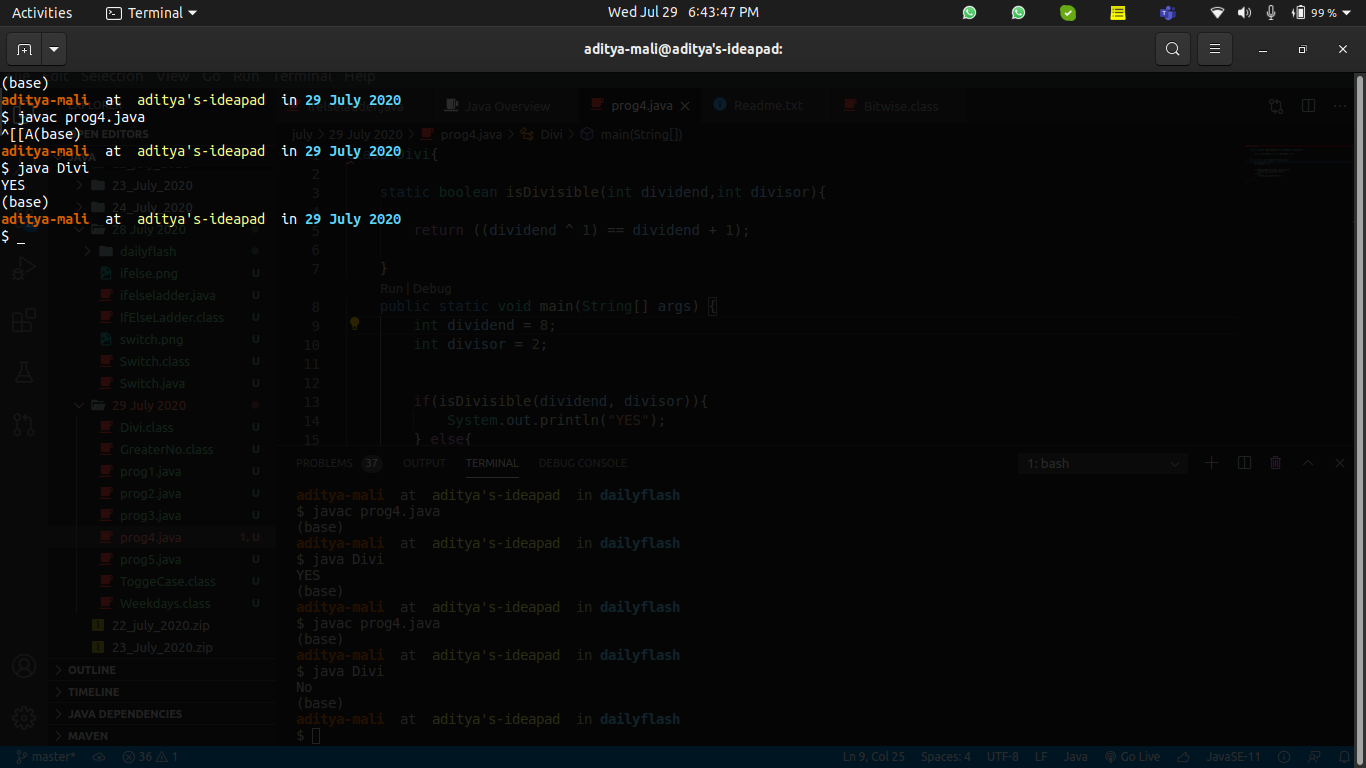 Activities
Terminal
Wed Jul 29 6:43:47 PM
99 %
aditya-mali@aditya's-ideapad:
(base)
aditya-mali at aditya's-ideapad in 29 July 2020
$ javac prog4.java
^[[A(base)
aditya-mali at aditya's-ideapad in 29 July 2020
$ java Divi
YES
(base)
aditya-mali at aditya's-ideapad in 29 July 2020
$ _
Edit Selection View Go Run Terminal Help
Java Overview
prog4.java
Readme.txt
Bitwise.class
july > 29 July 2020 > prog4.java > Divi > main(String[])
OPEN EDITORS
JAVA
23_July_2020
24_July_2020
28 July 2020
dailyflash
ifelse.png U
ifelseladder.java U
IfElseLadder.class U
switch.png U
Switch.class U
Switch.java U
29 July 2020
Divi.class U
GreaterNo.class U
prog1.java U
prog2.java U
prog3.java U
prog4.java 1, U
prog5.java U
ToggeCase.class U
Weekdays.class U
22_july_2020.zip
23_July_2020.zip
OUTLINE
TIMELINE
JAVA DEPENDENCIES
MAVEN
Divi{
2
3 static boolean isDivisible(int dividend,int divisor){
5 return ((dividend ^ 1) == dividend + 1);
6
7 }
Run | Debug
8 public static void main(String[] args) {
9 int dividend = 8;
10 int divisor = 2;
11
12
13 if(isDivisible(dividend, divisor)){
14 System.out.println("YES");
15 } else{
PROBLEMS 37 OUTPUT TERMINAL DEBUG CONSOLE 1: bash
aditya-mali at aditya's-ideapad in dailyflash
$ javac prog4.java
(base)
aditya-mali at aditya's-ideapad in dailyflash
$ java Divi
YES
(base)
aditya-mali at aditya's-ideapad in dailyflash
$ javac prog4.java
(base)
aditya-mali at aditya's-ideapad in dailyflash
$ java Divi
No
(base)
aditya-mali at aditya's-ideapad in dailyflash
$
master* 36 1 Ln 9, Col 25 Spaces: 4 UTF-8 LF Java Go Live JavaSE-11